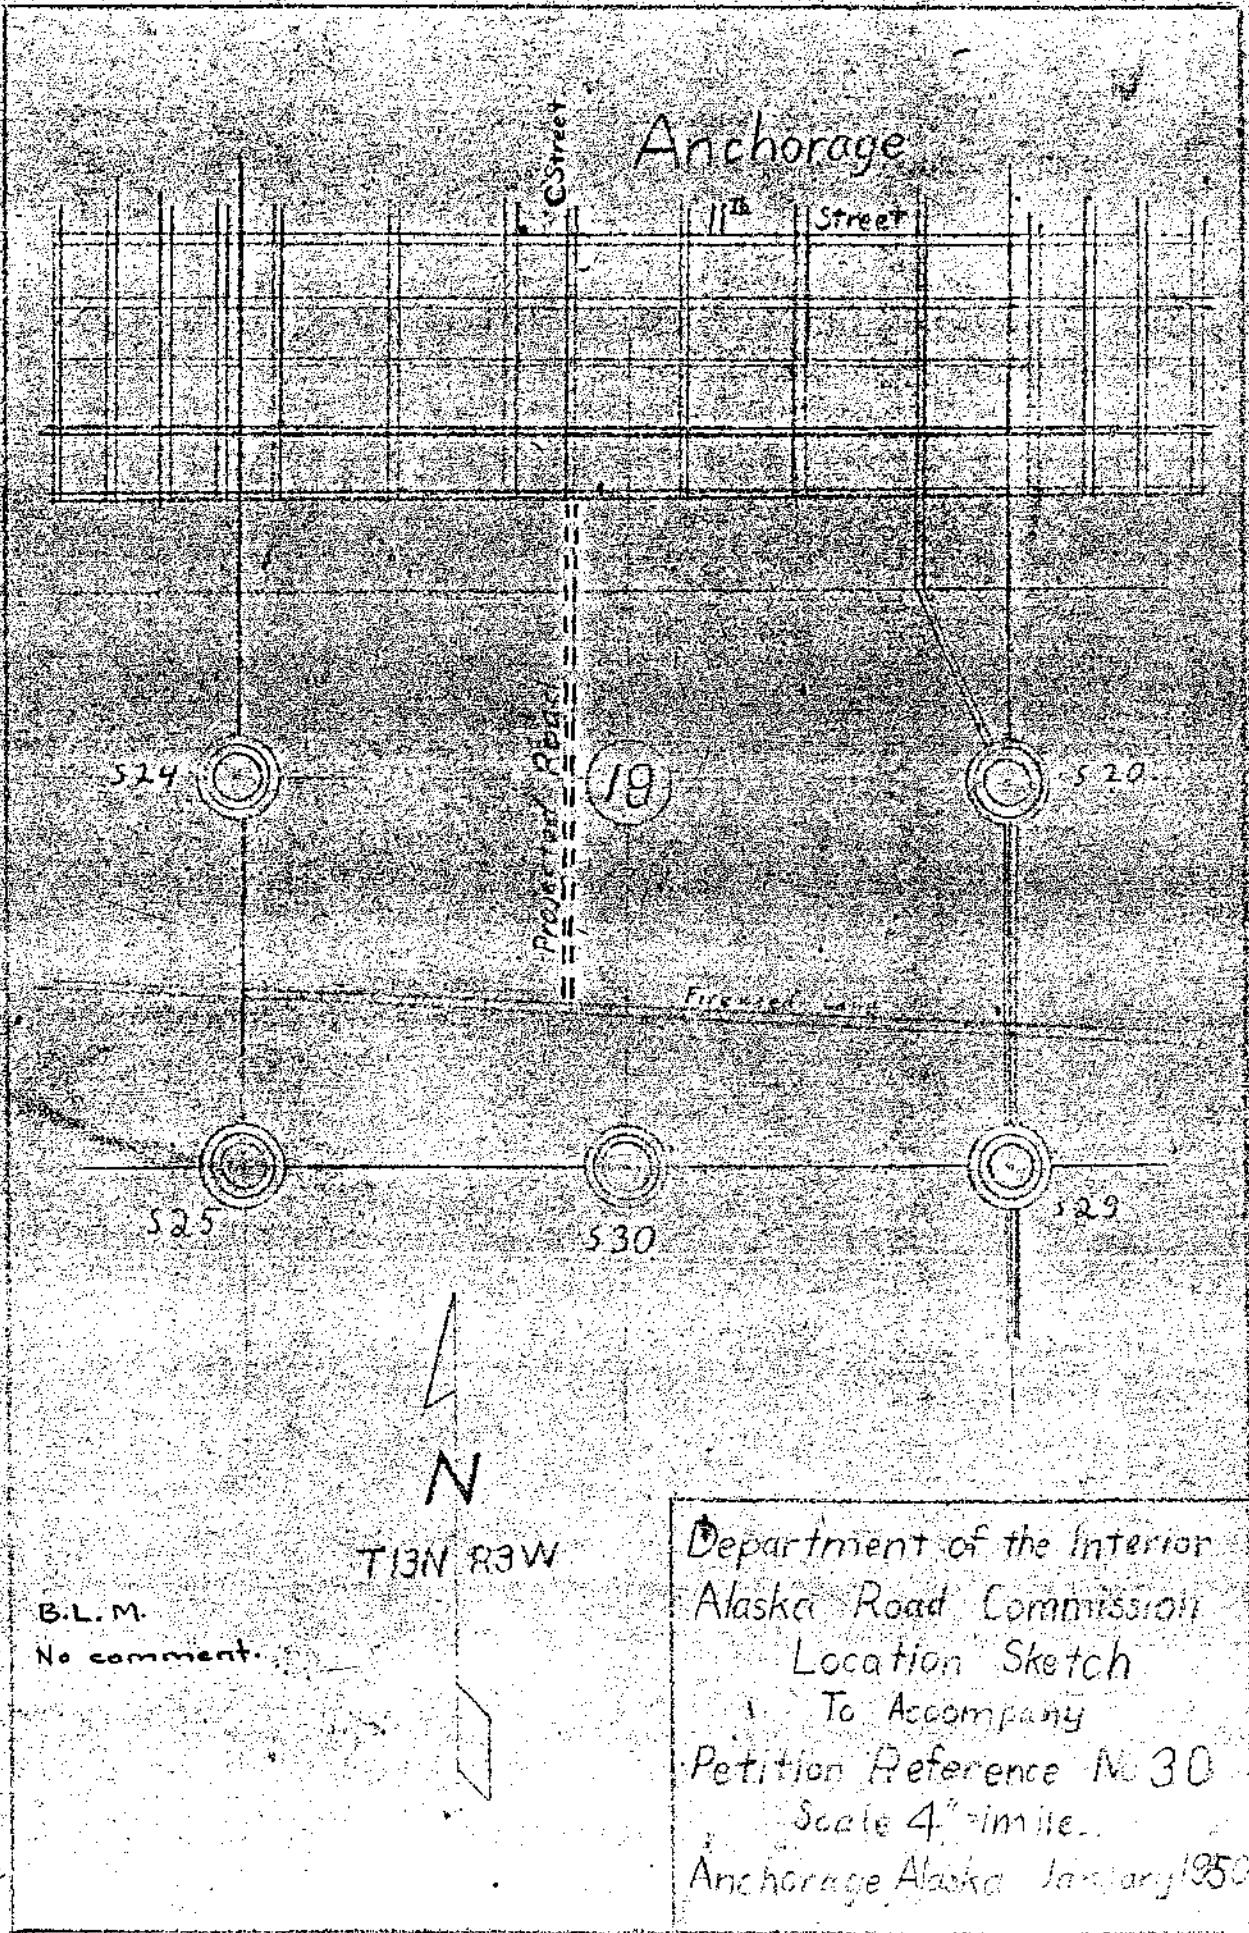 Anchorage
C Street
11th Street
Projected Road
S24
19
S20
Fireweed Lane
S25
S30
S29
N
T13N R3W
B.L.M.
No comment.
Department of the Interior
Alaska Road Commission
Location Sketch
To Accompany
Petition Reference No 30
Scale 4" = 1 mile.
Anchorage Alaska January 1950